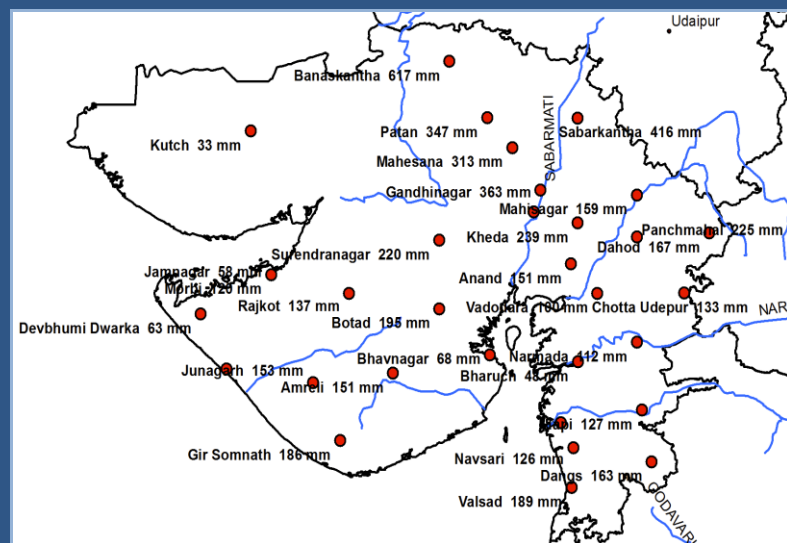 Udaipur
Banaskantha 617 mm
SABARMATI
Patan 347 mm
Sabarkantha 416 mm
Kutch 33 mm
Mahesana 313 mm
Gandhinagar 363 mm
Mahisagar 159 mm
Panchmahal 225 mm
Kheda 239 mm
Dahod 167 mm
Surendranagar 220 mm
Jamnagar 58 mm
Anand 151 mm
Rajkot 137 mm
Vadodara
mm
Chotta Udepur 133 mm
Botad 195 mm
NAR
Devbhumi Dwarka 63 mm
Bhavnagar 68 mm
Narmada 112 mm
Junagarh 153 mm
Bharuch 48 mm
Amreli 151 mm
127 mm
Gir Somnath 186 mm
Navsari 126 mm
Dangs 163 mm
Valsad 189 mm
GODAVARI